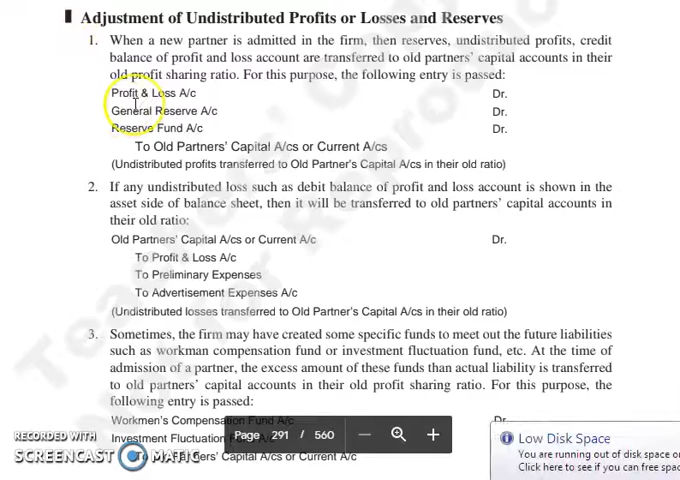 Adjustment of Undistributed Profits or Losses and Reserves
1. When a new partner is admitted in the firm, then reserves, undistributed profits, credit
balance of profit and loss account are transferred to old partners' capital accounts in their
old profit sharing ratio. For this purpose, the following entry is passed:
Profit & Loss A/c Dr.
General Reserve A/c Dr.
Reserve Fund A/c Dr.
To Old Partners' Capital A/cs or Current A/cs
(Undistributed profits transferred to Old Partner's Capital A/cs in their old ratio)
2. If any undistributed loss such as debit balance of profit and loss account is shown in the
asset side of balance sheet, then it will be transferred to old partners' capital accounts in
their old ratio:
Old Partners' Capital A/cs or Current A/c Dr.
To Profit & Loss A/c
To Preliminary Expenses
To Advertisement Expenses A/c
(Undistributed losses transferred to Old Partner's Capital A/cs in their old ratio)
3. Sometimes, the firm may have created some specific funds to meet out the future liabilities
such as workman compensation fund or investment fluctuation fund, etc. At the time of
admission of a partner, the excess amount of these funds than actual liability is transferred
to old partners' capital accounts in their old profit sharing ratio. For this purpose, the
following entry is passed:
Workmen's Compensation Fund A/c Dr.
Investment Fluctuation
Capital A/cs or Current A/cs
Page 291 / 560
RECORDED WITH
SCREENCAST MATIC
Low Disk Space
You are running out of disk space o
Click here to see if you can free spac